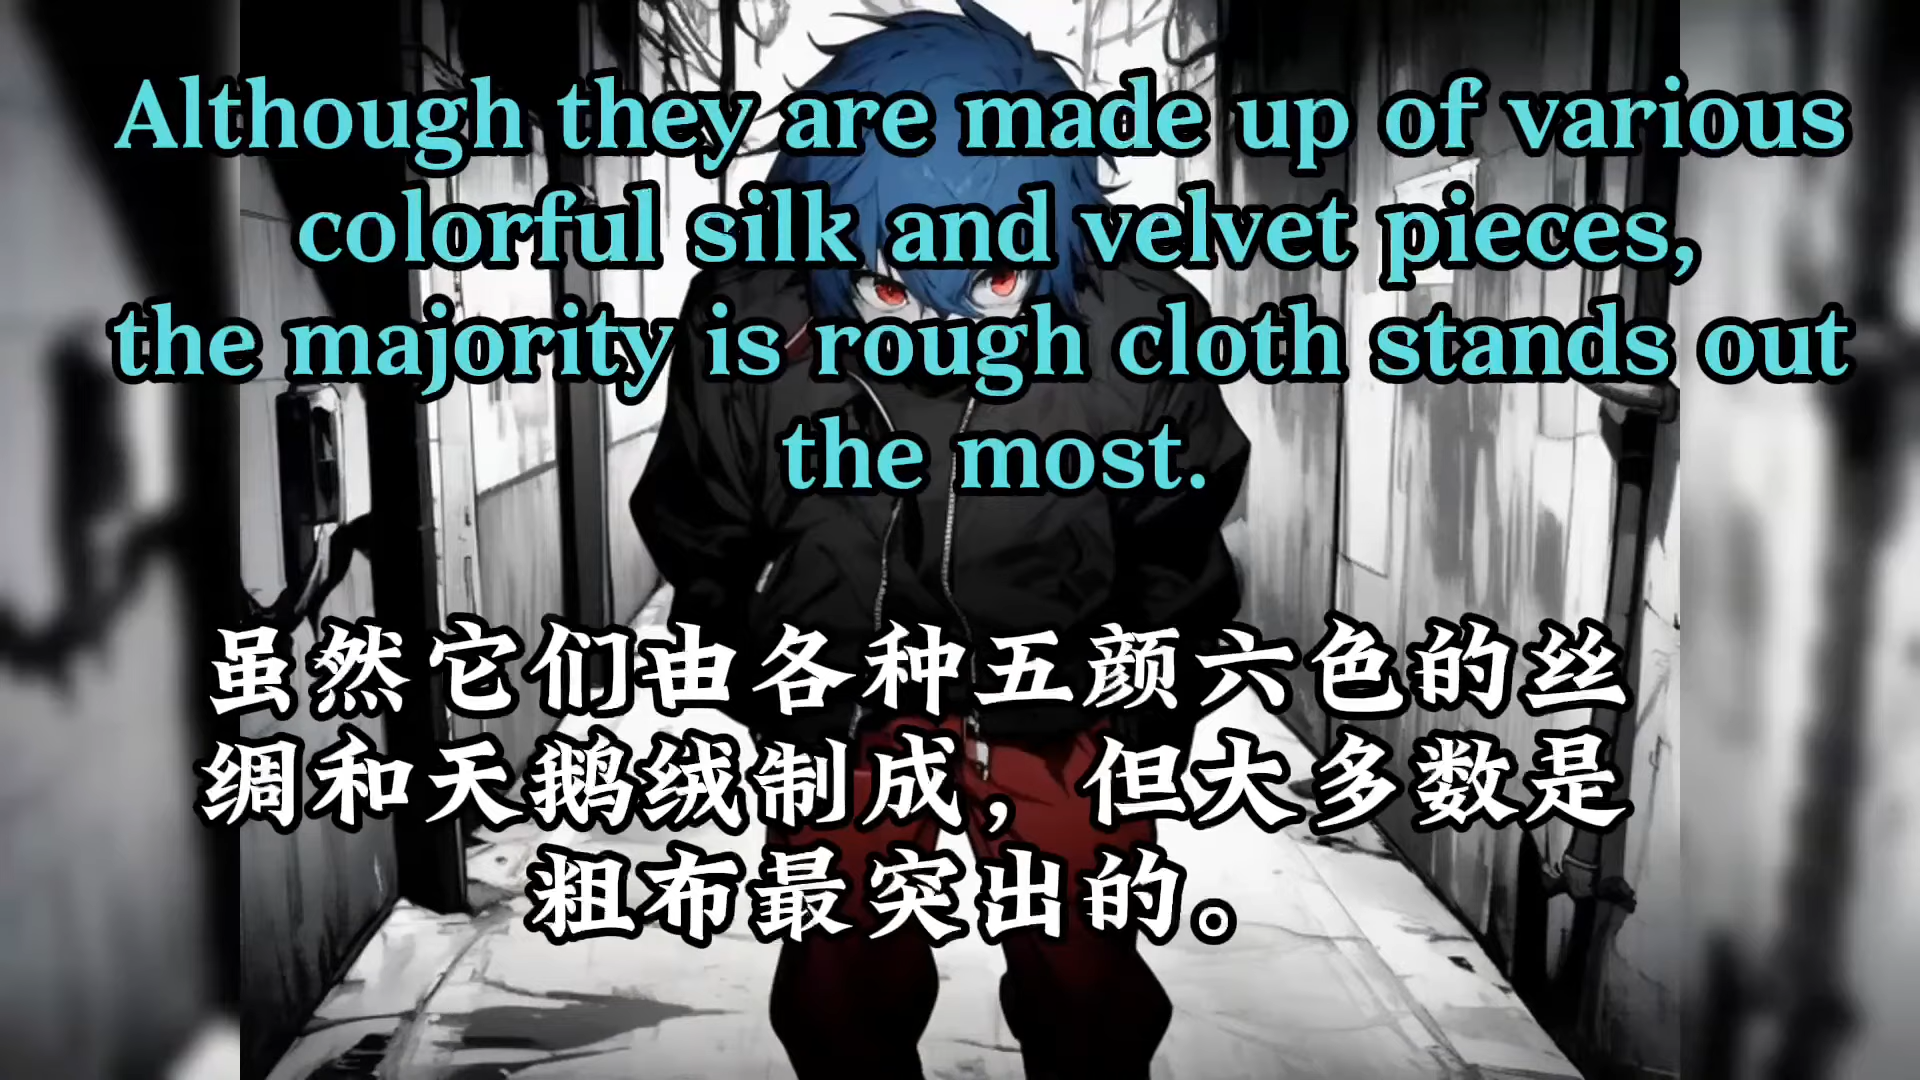 Although they are made up of various
colorful silk and velvet pieces,
the majority is rough cloth stands out
the most.
虽然它们由各种五颜六色的丝
绸和天鹅绒制成，但大多数是
粗布最突出的。